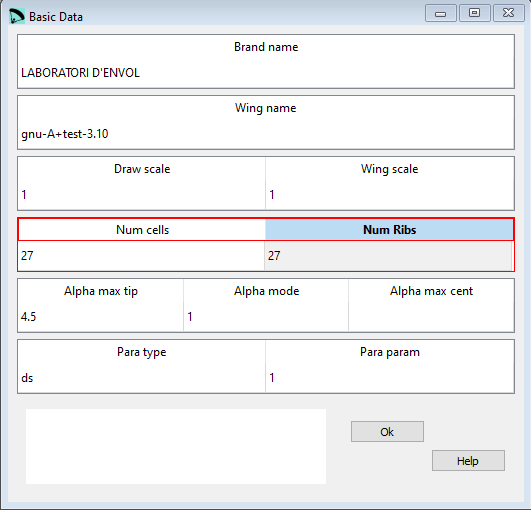 Basic Data
Brand name
LABORATORI D'ENVOL
Wing name
gnu-A+test-3.10
Draw scale Wing scale
1 1
Num cells Num Ribs
27 27
Alpha max tip Alpha mode Alpha max cent
4.5 1
Para type Para param
ds 1
Ok
Help